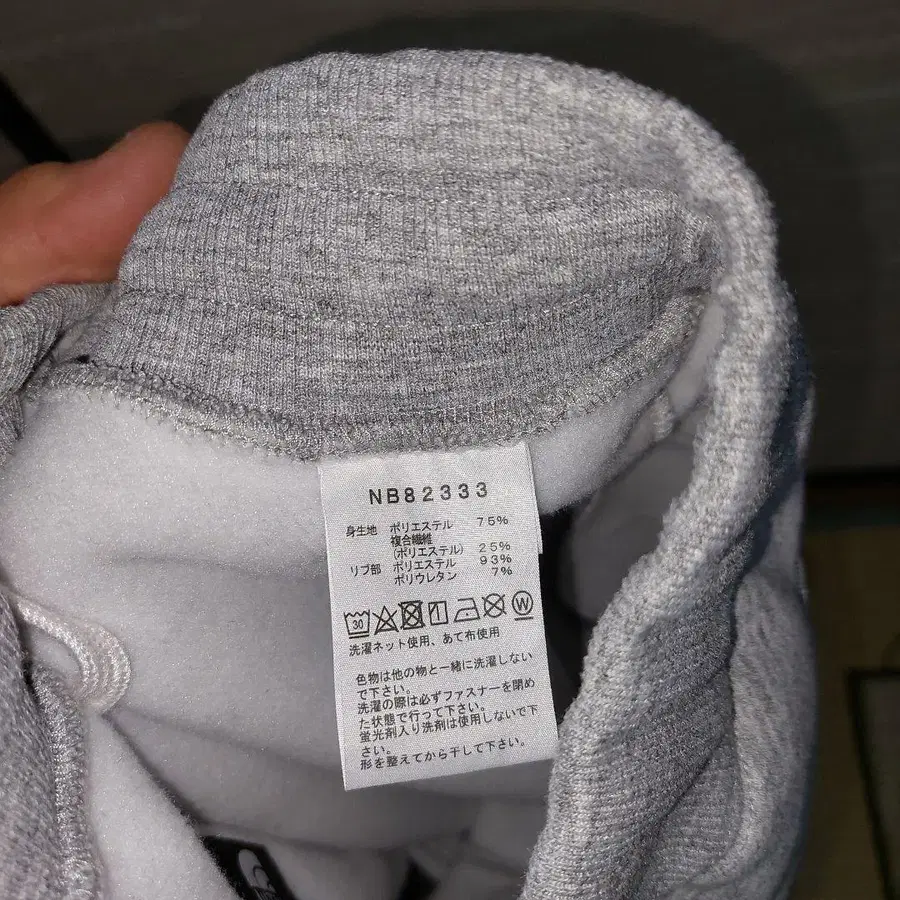 NB82333
身生地 ポリエステル 75%
複合繊維
(ポリエステル) 25%
リブ部 ポリエステル 93%
ポリウレタン 7%
30 W
洗濯ネット使用、あて布使用
色物は他の物と一緒に洗濯しない
で下さい。
洗濯の際は必ずファスナーを閉め
た状態で行って下さい。
蛍光剤入り洗剤は使用しないで下
さい。
形を整えてから干して下さい。